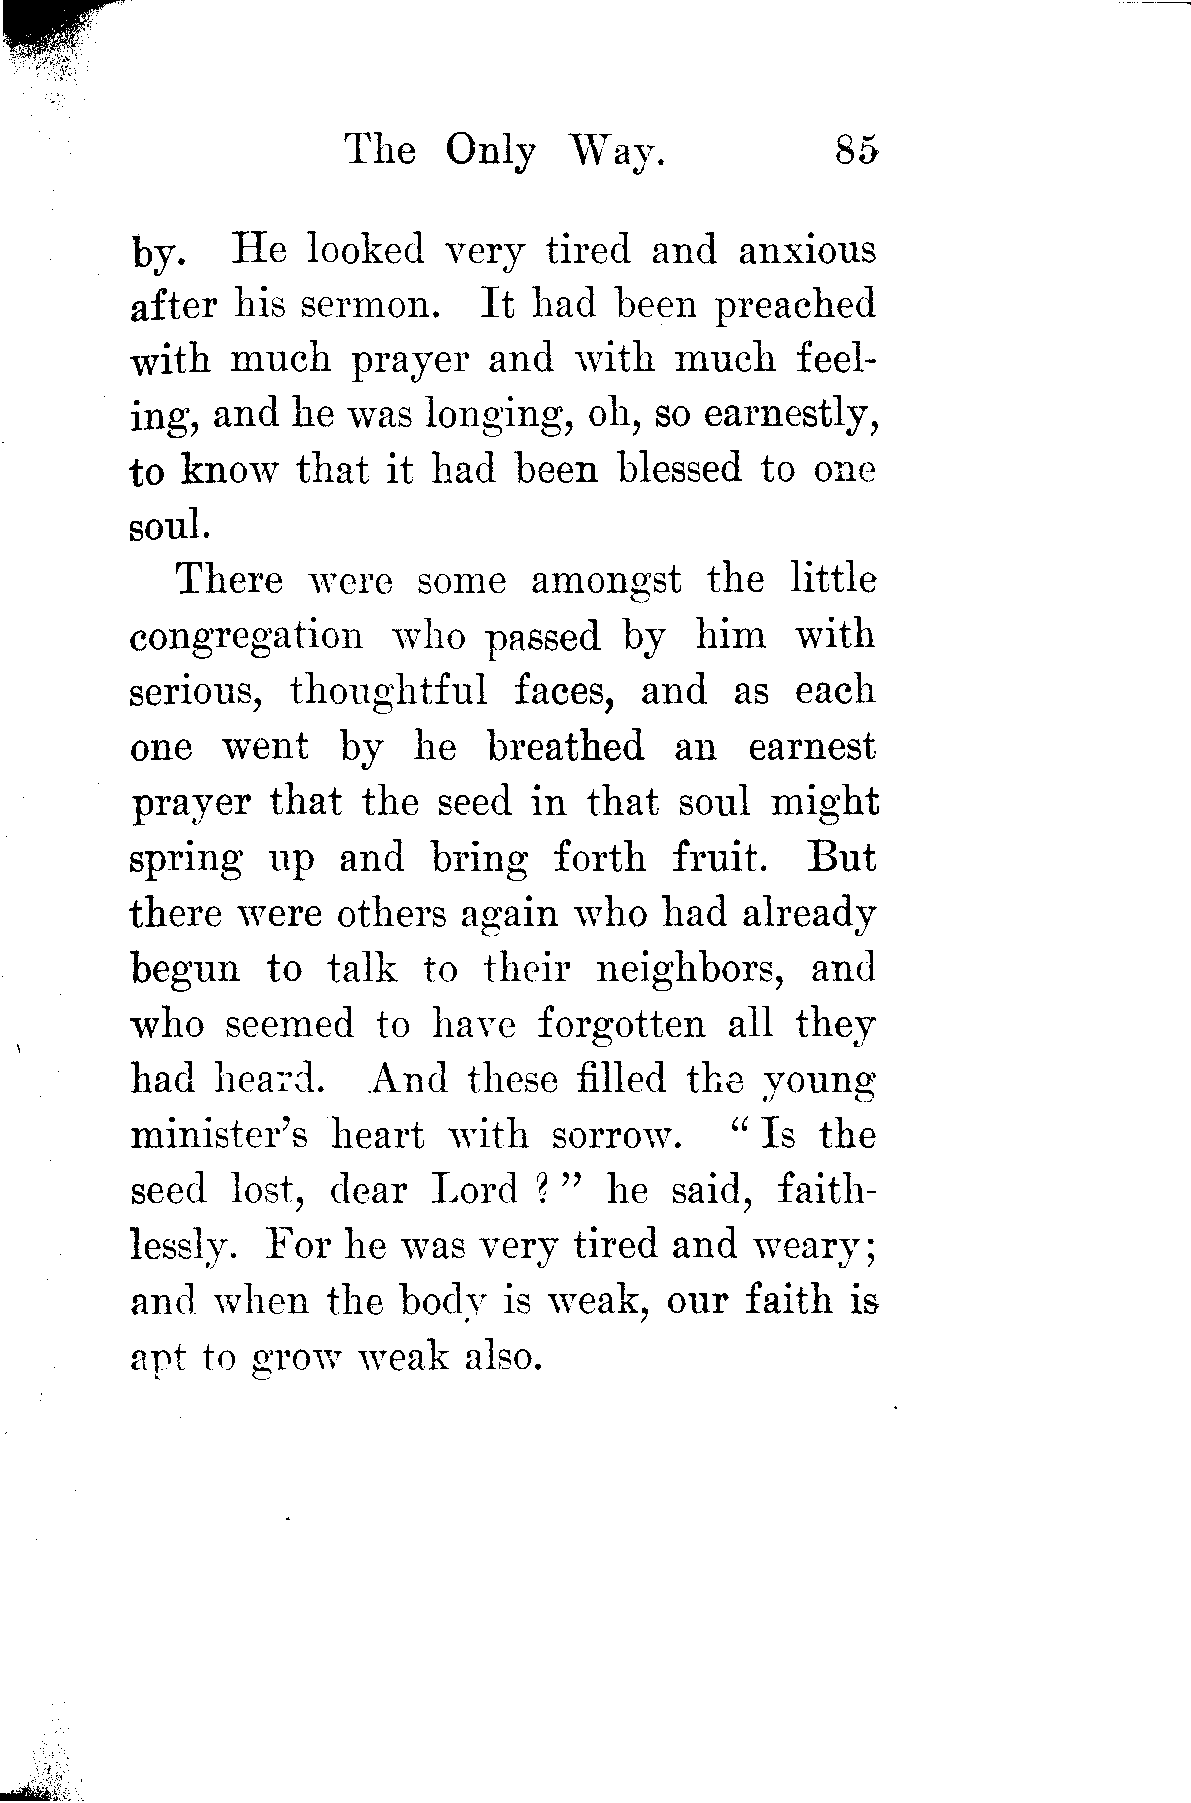 The Only Way. 85
by. He looked very tired and anxious
after his sermon. It had been preached
with much prayer and with much feel-
ing, and he was longing, oh, so earnestly,
to know that it had been blessed to one
soul.
There were some amongst the little
congregation who passed by him with
serious, thoughtful faces, and as each
one went by he breathed an earnest
prayer that the seed in that soul might
spring up and bring forth fruit. But
there were others again who had already
begun to talk to their neighbors, and
who seemed to have forgotten all they
had heard. And these filled the young
minister's heart with sorrow. “ Is the
seed lost, dear Lord ? ” he said, faith-
lessly. For he was very tired and weary;
and when the body is weak, our faith is
apt to grow weak also.